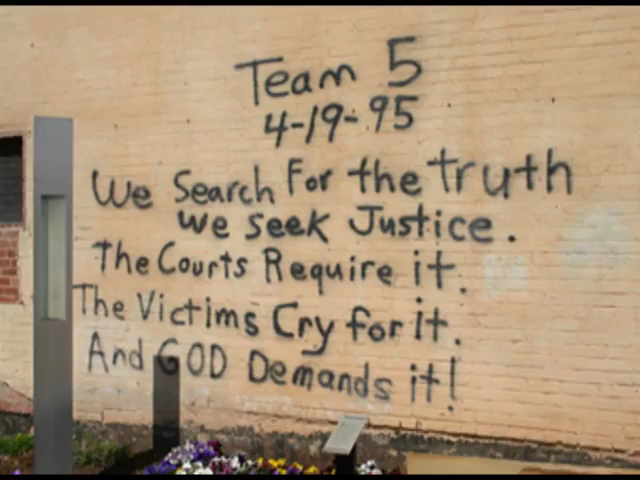 Team 5
4-19-95
We Search For the truth
we seek Justice.
the Courts Require it.
The Victims Cry for it.
And GOD Demands it!